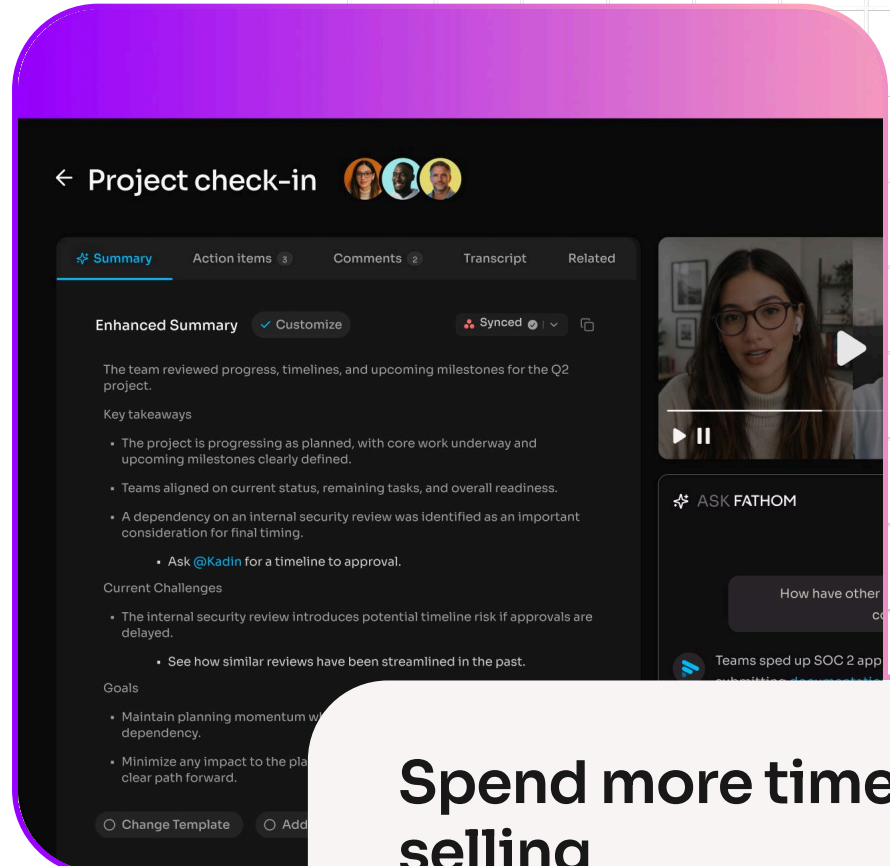 Project check-in
Summary
Action items 3
Comments 2
Transcript
Related
Enhanced Summary
Customize
Synced
The team reviewed progress, timelines, and upcoming milestones for the Q2
project.
Key takeaways
• The project is progressing as planned, with core work underway and
upcoming milestones clearly defined.
• Teams aligned on current status, remaining tasks, and overall readiness.
• A dependency on an internal security review was identified as an important
consideration for final timing.
• Ask @Kadin for a timeline to approval.
Current Challenges
• The internal security review introduces potential timeline risk if approvals are
delayed.
• See how similar reviews have been streamlined in the past.
Goals
• Maintain planning momentum
dependency.
• Minimize any impact to the
clear path forward.
Change Template
Add
ASK FATHOM
How have other
Teams sped up SOC 2 app
Spend more time
selling